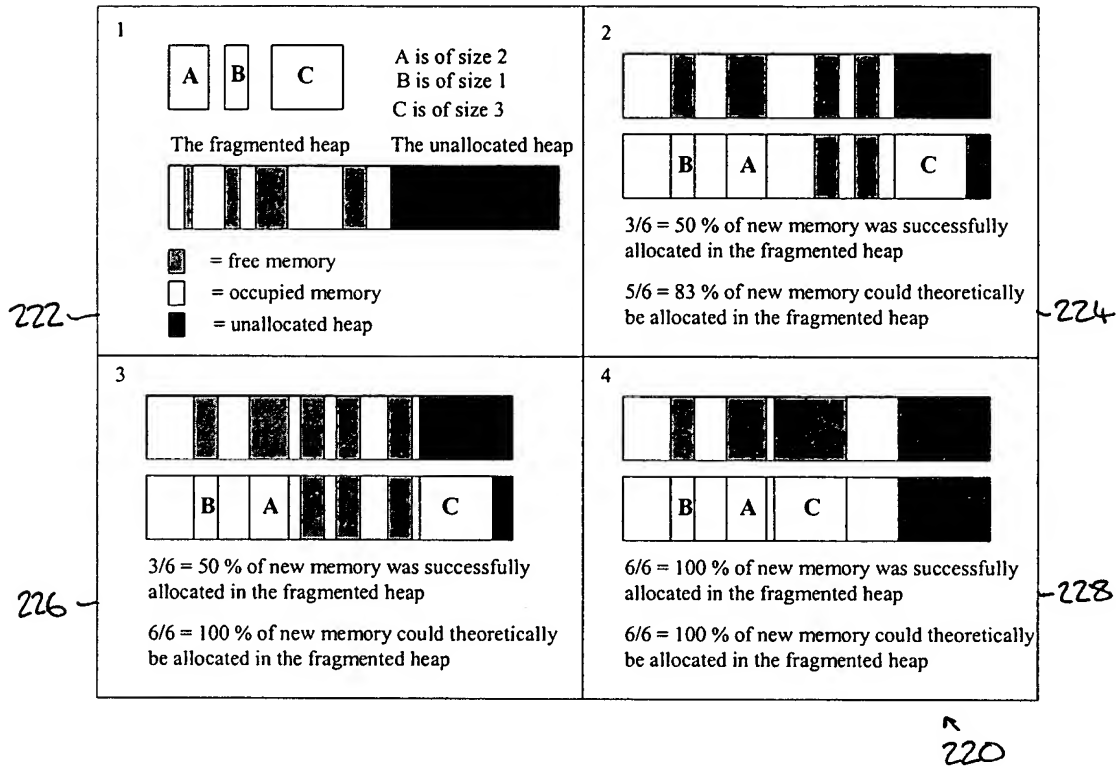 1
A
B
C
A is of size 2
B is of size 1
C is of size 3
The fragmented heap
The unallocated heap
= free memory
= occupied memory
= unallocated heap
222
2
B
A
C
3/6 = 50 % of new memory was successfully
allocated in the fragmented heap
5/6 = 83 % of new memory could theoretically
be allocated in the fragmented heap
224
3
B
A
C
3/6 = 50 % of new memory was successfully
allocated in the fragmented heap
6/6 = 100 % of new memory could theoretically
be allocated in the fragmented heap
226
4
B
A
C
6/6 = 100 % of new memory was successfully
allocated in the fragmented heap
6/6 = 100 % of new memory could theoretically
be allocated in the fragmented heap
228
220